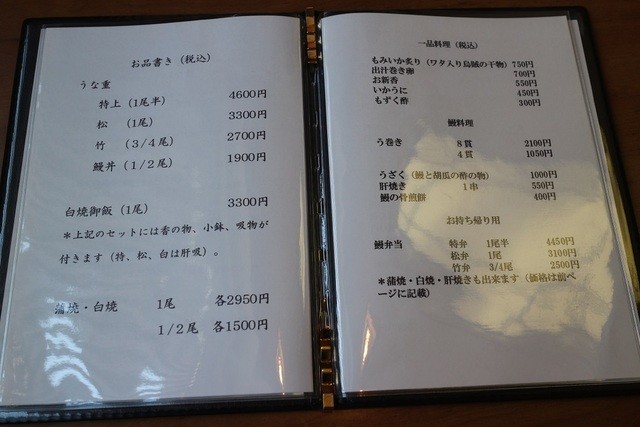 お品書き（税込）
うな重
特上（1尾半） 4600円
松 （1尾） 3300円
竹 （3/4尾） 2700円
鰻丼（1/2尾） 1900円
白焼御飯（1尾） 3300円
＊上記のセットには香の物、小鉢、吸物が
付きます（特、松、白は肝吸）。
蒲焼・白焼 1尾 各2950円
1/2尾 各1500円
一品料理（税込）
もみいか炙り（ワタ入り烏賊の干物）750円
出汁巻き卵 700円
お新香 550円
いかうに 450円
もずく酢 300円
鰻料理
う巻き 8貫 2100円
4貫 1050円
うざく（鰻と胡瓜の酢の物） 1000円
肝焼き 1串 550円
鰻の骨煎餅 400円
お持ち帰り用
鰻弁当 特弁 1尾半 4450円
松弁 1尾 3100円
竹弁 3/4尾 2500円
＊蒲焼・白焼・肝焼きも出来ます（価格は前ペ
ージに記載）